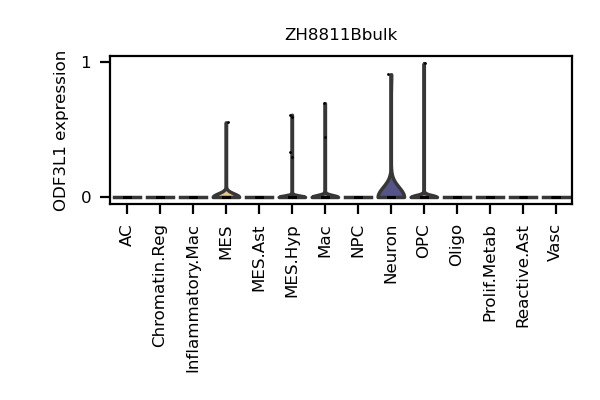 ZH8811Bbulk
ODF3L1 expression
1
0
AC
Chromatin.Reg
Inflammatory.Mac
MES
MES.Ast
MES.Hyp
Mac
NPC
Neuron
OPC
Oligo
Prolif.Metab
Reactive.Ast
Vasc